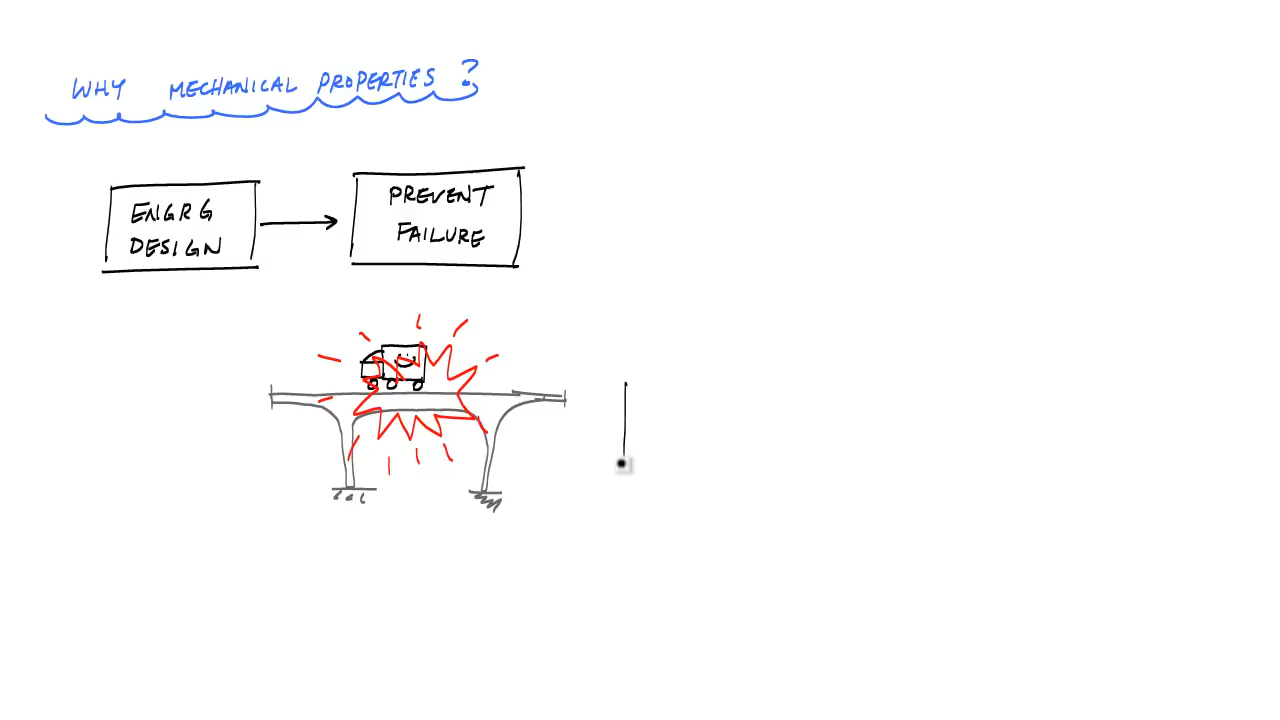 WHY MECHANICAL PROPERTIES ?
ENGRG
DESIGN
PREVENT
FAILURE